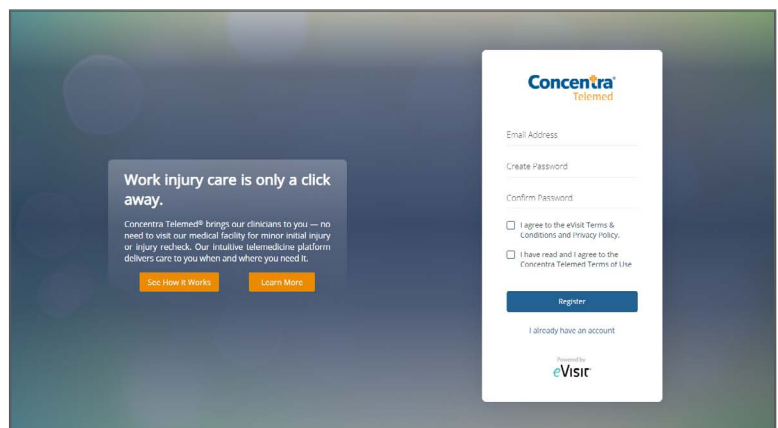 Work injury care is only a click
away.
Concentra Telemed® brings our clinicians to you — no
need to visit our medical facility for minor initial injury
or injury recheck. Our intuitive telemedicine platform
delivers care to you when and where you need it.
See How it Works
Learn More
Concentra®
Telemed
Email Address
Create Password
Confirm Password
I agree to the eVisit Terms &
Conditions and Privacy Policy.
I have read and I agree to the
Concentra Telemed Terms of Use
Register
I already have an account
Powered by
eVisit